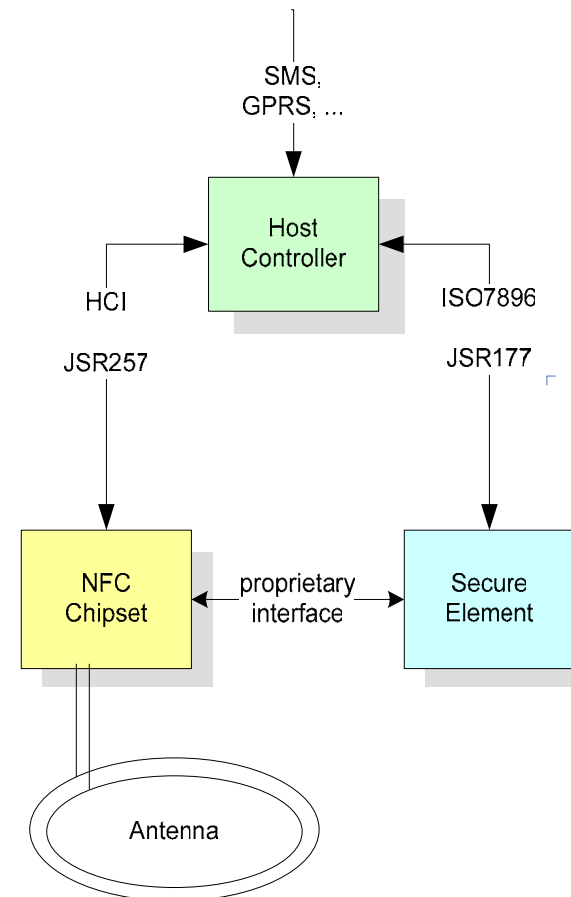 SMS,
GPRS, ...
Host
Controller
HCI
ISO7896
JSR257
JSR177
NFC
Chipset
proprietary
interface
Secure
Element
Antenna